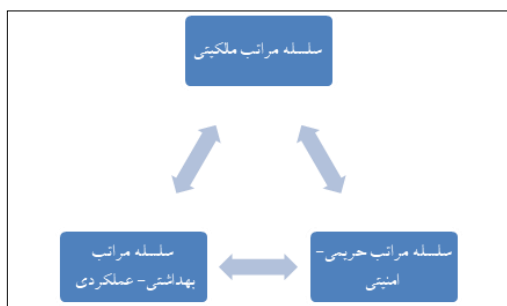 سلسله مراتب مالکیتی
سلسله مراتب حریمی-
امنیتی
سلسله مراتب
بهداشتی- عملکردی